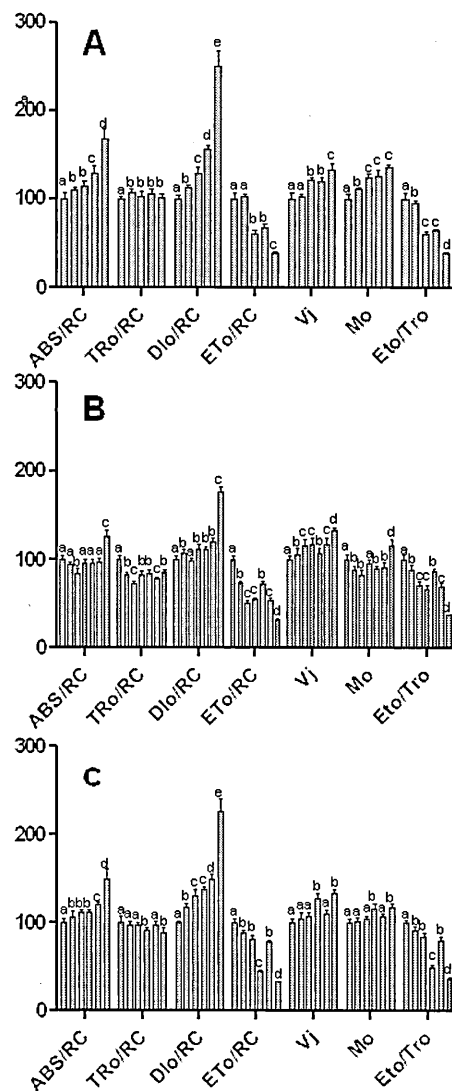 300
A
200
100
0
a b b c d
a b b b b
a b c d e
a a b b c
a a b b c
a b c c c
a b c c d
ABS/RC TRo/RC DIo/RC ETo/RC Vj Mo Eto/Tro
300
B
200
100
0
a a b a a a c
a b c b b c b
a b a b b b c
a b c c b c d
a b c c b c d
a b b a b b c
a b c c b c d
ABS/RC TRo/RC DIo/RC ETo/RC Vj Mo Eto/Tro
300
C
200
100
0
a b b b c d
a a a b a b
a b c c d e
a b b c b d
a a a b a b
a a a b a b
a b b c b d
ABS/RC TRo/RC DIo/RC ETo/RC Vj Mo Eto/Tro